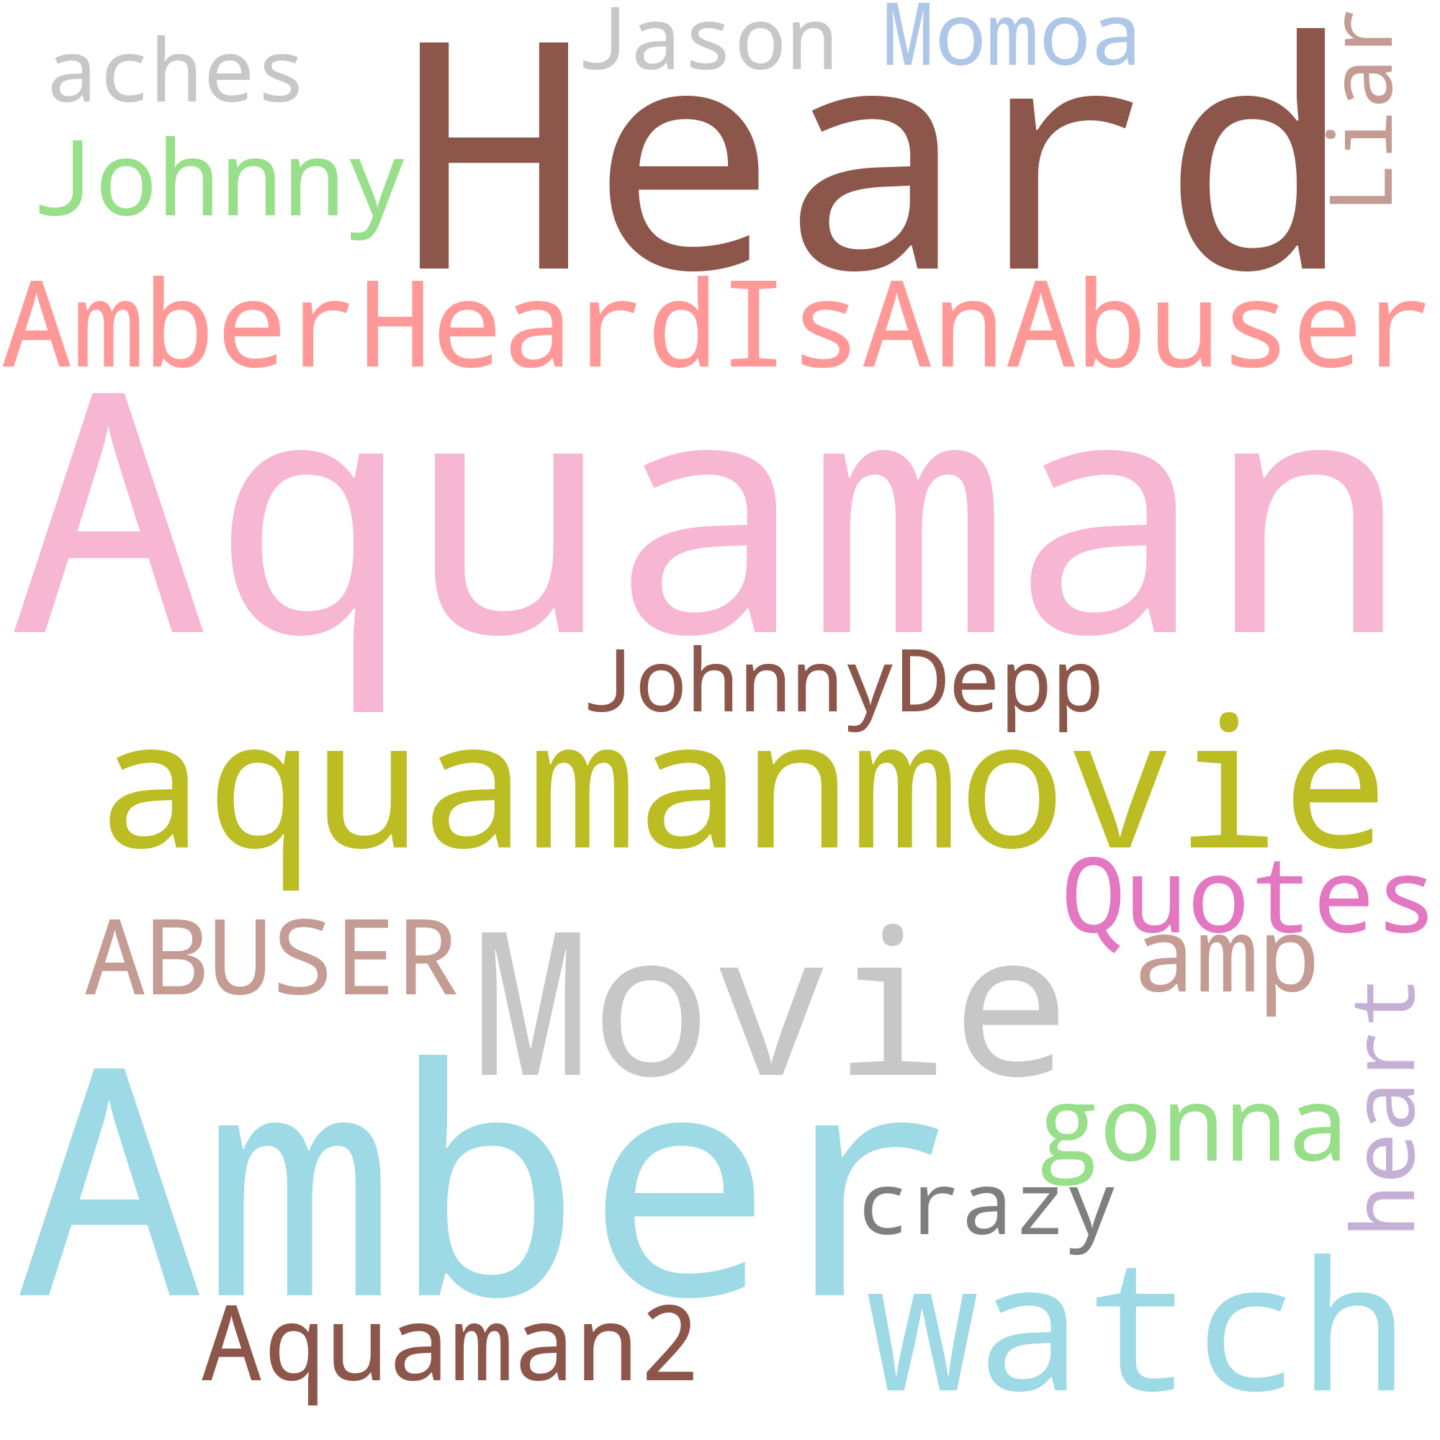 Jason Momoa
aches
Heard
Liar
Johnny
AmberHeardIsAnAbuser
Aquaman
JohnnyDepp
aquamanmovie
Quotes
ABUSER
Movie
amp
heart
Amber
gonna
crazy
watch
Aquaman2